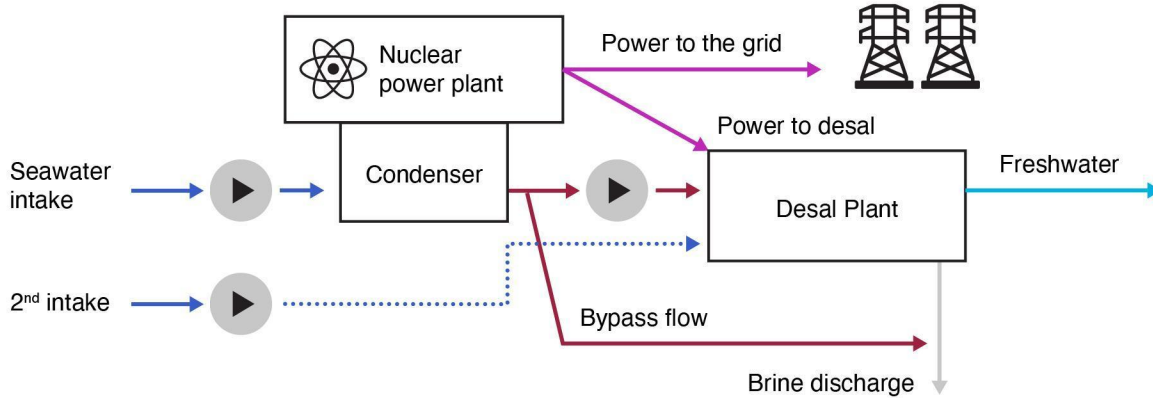 Nuclear
power plant
Power to the grid
Power to desal
Seawater
intake
Condenser
Freshwater
Desal Plant
2nd intake
Bypass flow
Brine discharge